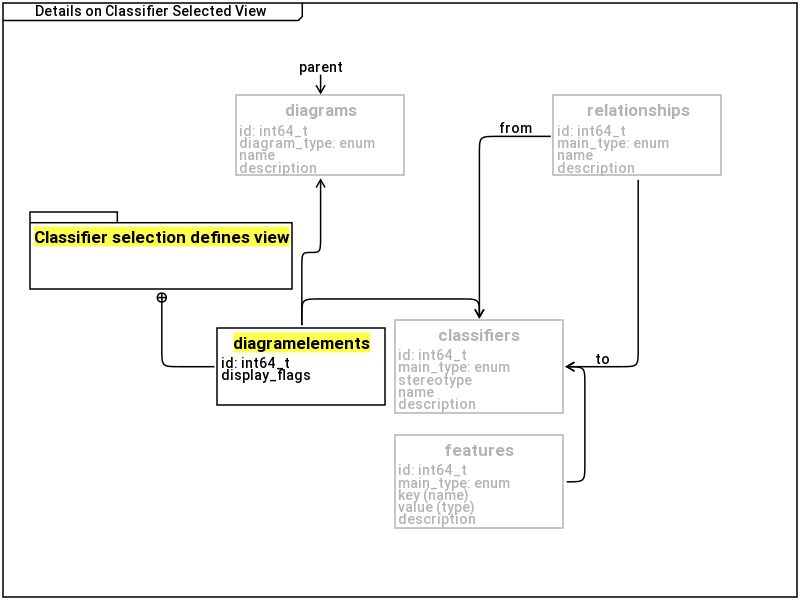 Details on Classifier Selected View
parent
diagrams
id: int64_t
diagram_type: enum
name
description
relationships
id: int64_t
main_type: enum
name
description
from
Classifier selection defines view
diagramelements
id: int64_t
display_flags
classifiers
id: int64_t
main_type: enum
stereotype
name
description
to
features
id: int64_t
main_type: enum
key (name)
value (type)
description